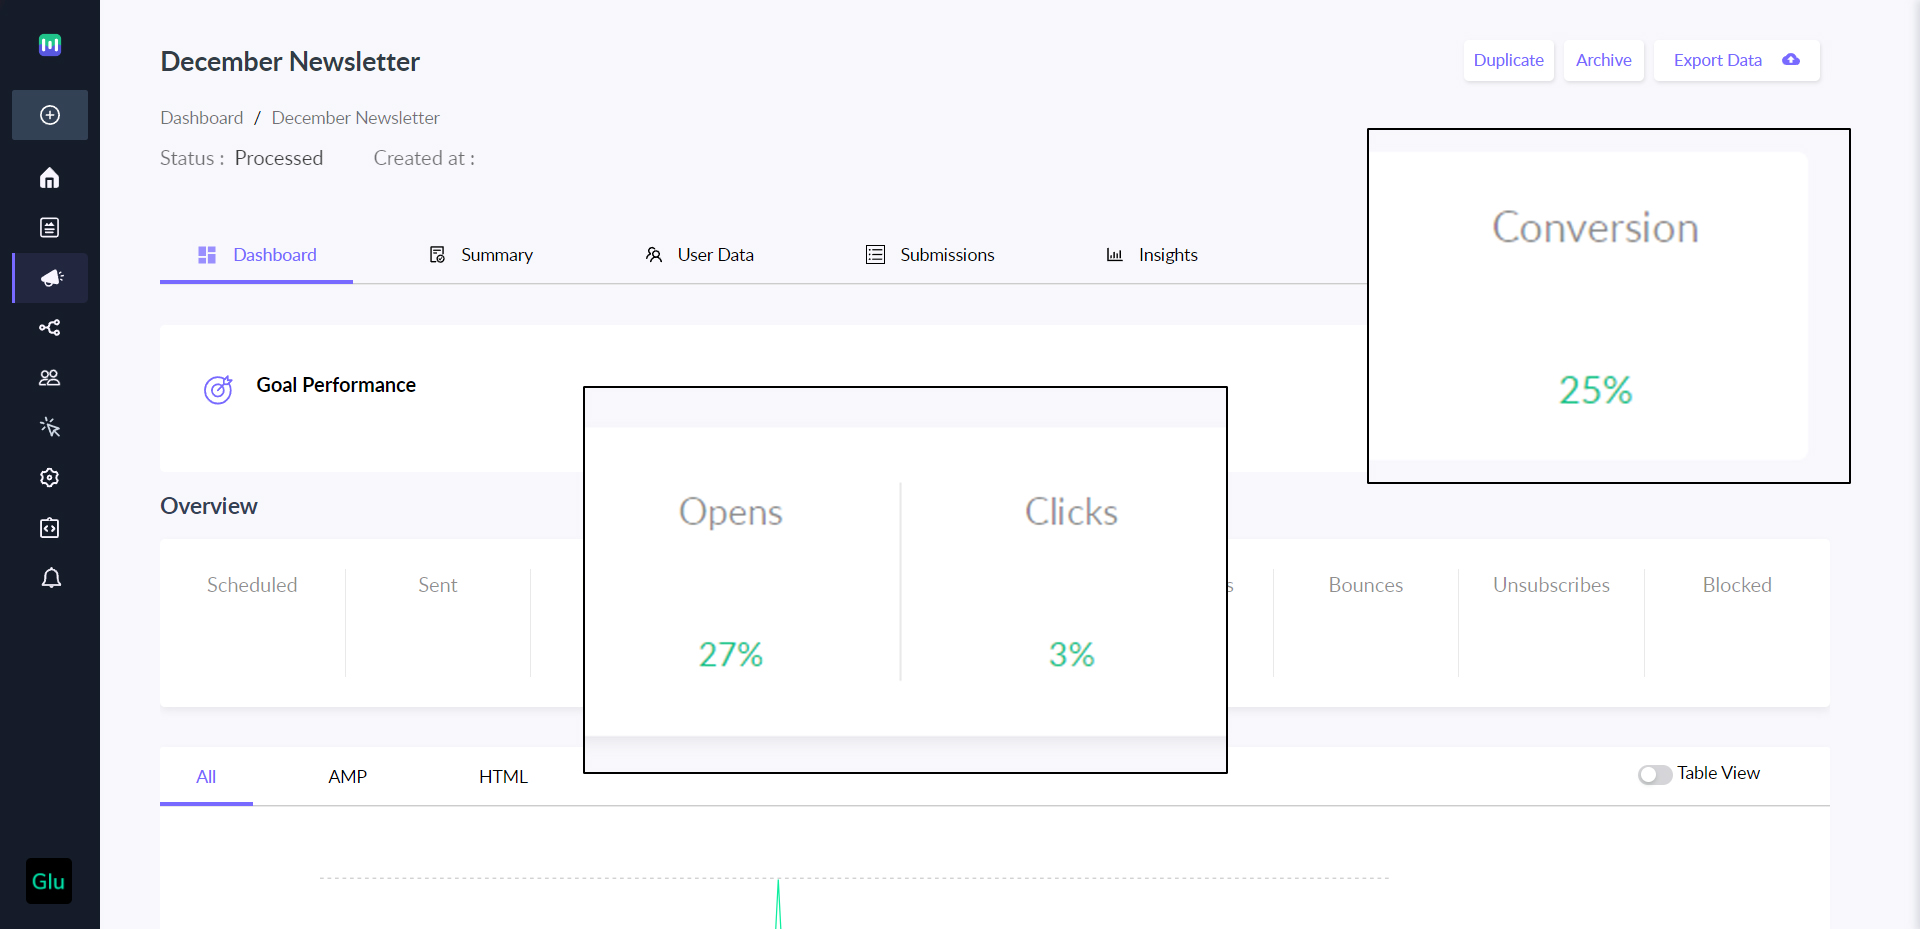 December Newsletter
Duplicate
Archive
Export Data
Dashboard / December Newsletter
Status : Processed
Created at :
Dashboard
Summary
User Data
Submissions
Insights
Conversion
25%
Goal Performance
Overview
Opens
Clicks
27%
3%
Scheduled
Sent
s
Bounces
Unsubscribes
Blocked
All
AMP
HTML
Table View
Glu